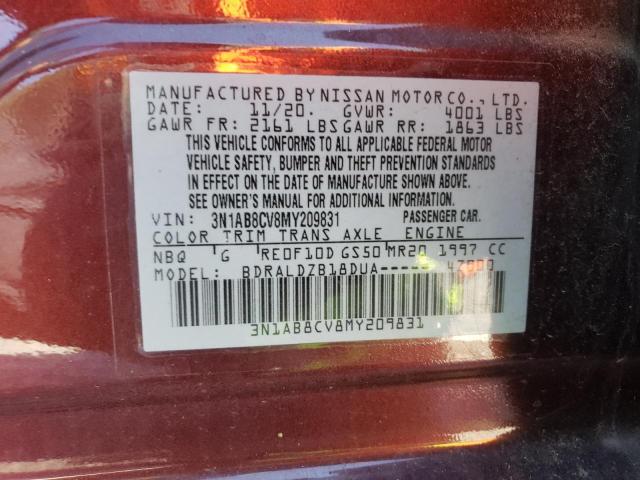 MANUFACTURED BY NISSAN MOTOR CO., LTD.
DATE: 11/20. GVWR: 4001 LBS
GAWR FR: 2161 LBS GAWR RR: 1863 LBS
THIS VEHICLE CONFORMS TO ALL APPLICABLE FEDERAL MOTOR
VEHICLE SAFETY, BUMPER AND THEFT PREVENTION STANDARDS
IN EFFECT ON THE DATE OF MANUFACTURE SHOWN ABOVE.
SEE OWNER'S MANUAL FOR ADDITIONAL INFORMATION.
VIN: 3N1AB8CV8MY209831 PASSENGER CAR.
COLOR TRIM TRANS AXLE ENGINE
NBQ G RE0F10D GS50 MR20 1997 CC
MODEL: BDRALDZB18DUA-----
3N1AB8CV8MY209831